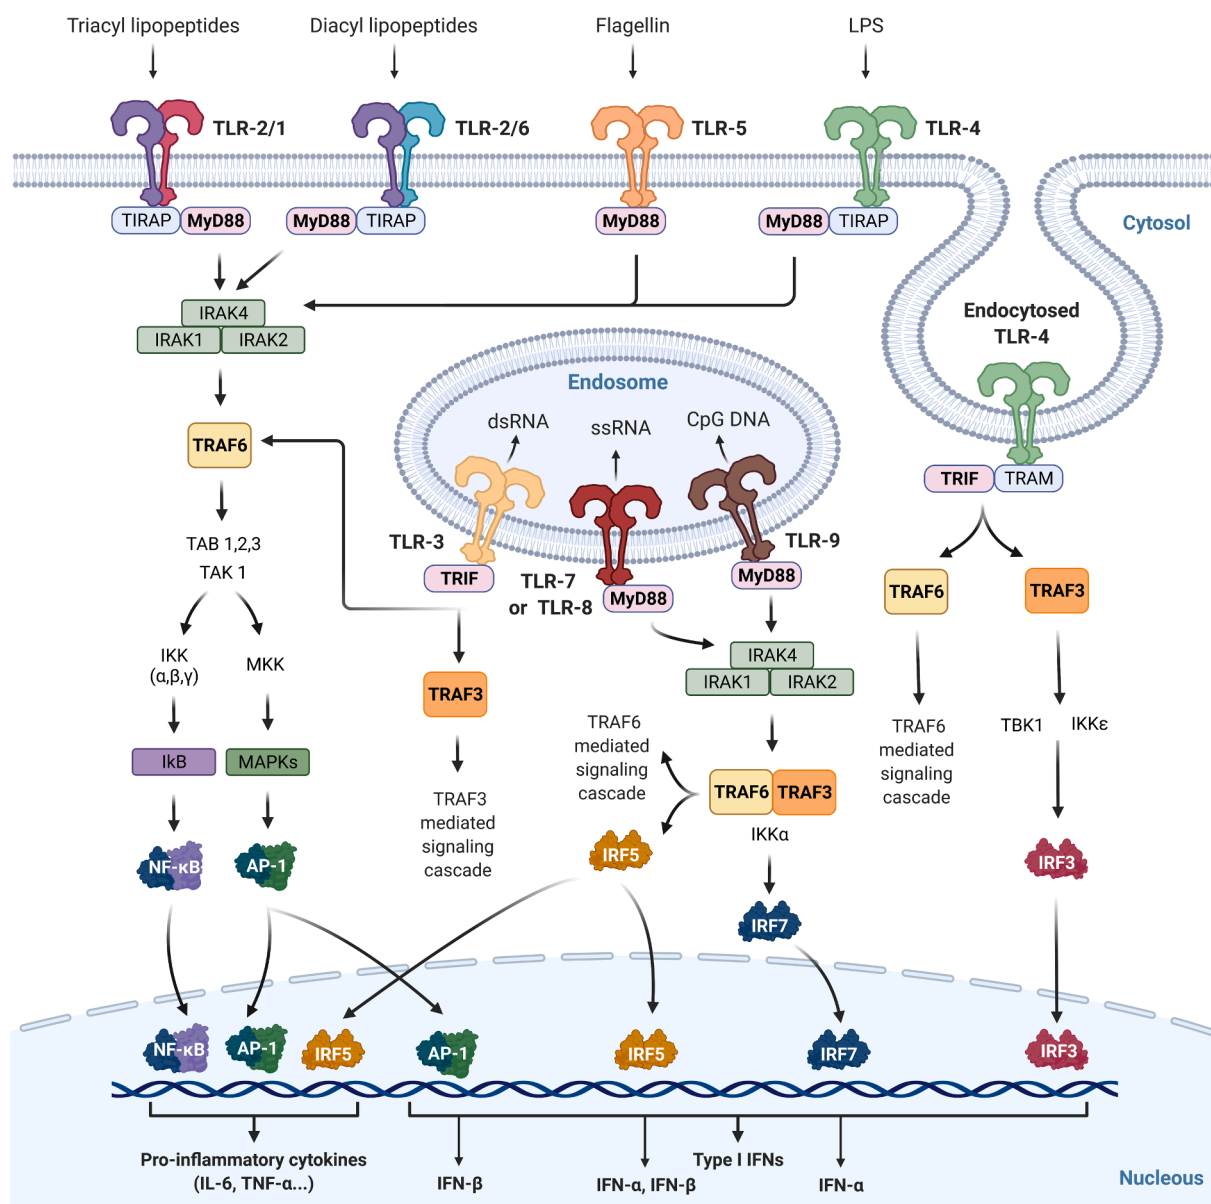 Triacyl lipopeptides
Diacyl lipopeptides
Flagellin
LPS
TLR-2/1
TLR-2/6
TLR-5
TLR-4
TIRAP
MyD88
MyD88
TIRAP
MyD88
MyD88
TIRAP
Cytosol
IRAK4
IRAK1
IRAK2
Endocytosed
TLR-4
Endosome
dsRNA
ssRNA
CpG DNA
TRAF6
TRIF
TRAM
TLR-3
TLR-9
TAB 1,2,3
TAK 1
TRIF
TLR-7
or TLR-8
MyD88
MyD88
TRAF6
TRAF3
IKK
(α,β,γ)
MKK
IRAK4
IRAK1
IRAK2
TRAF3
TRAF6
mediated
signaling
cascade
TRAF6
mediated
signaling
cascade
TBK1
IKKε
IkB
MAPKs
TRAF6
TRAF3
TRAF3
mediated
signaling
cascade
IKKα
NF-κB
AP-1
IRF5
IRF3
IRF7
NF-κB
AP-1
IRF5
AP-1
IRF5
IRF7
IRF3
Pro-inflammatory cytokines
(IL-6, TNF-α...)
Type I IFNs
IFN-β
IFN-α, IFN-β
IFN-α
Nucleous